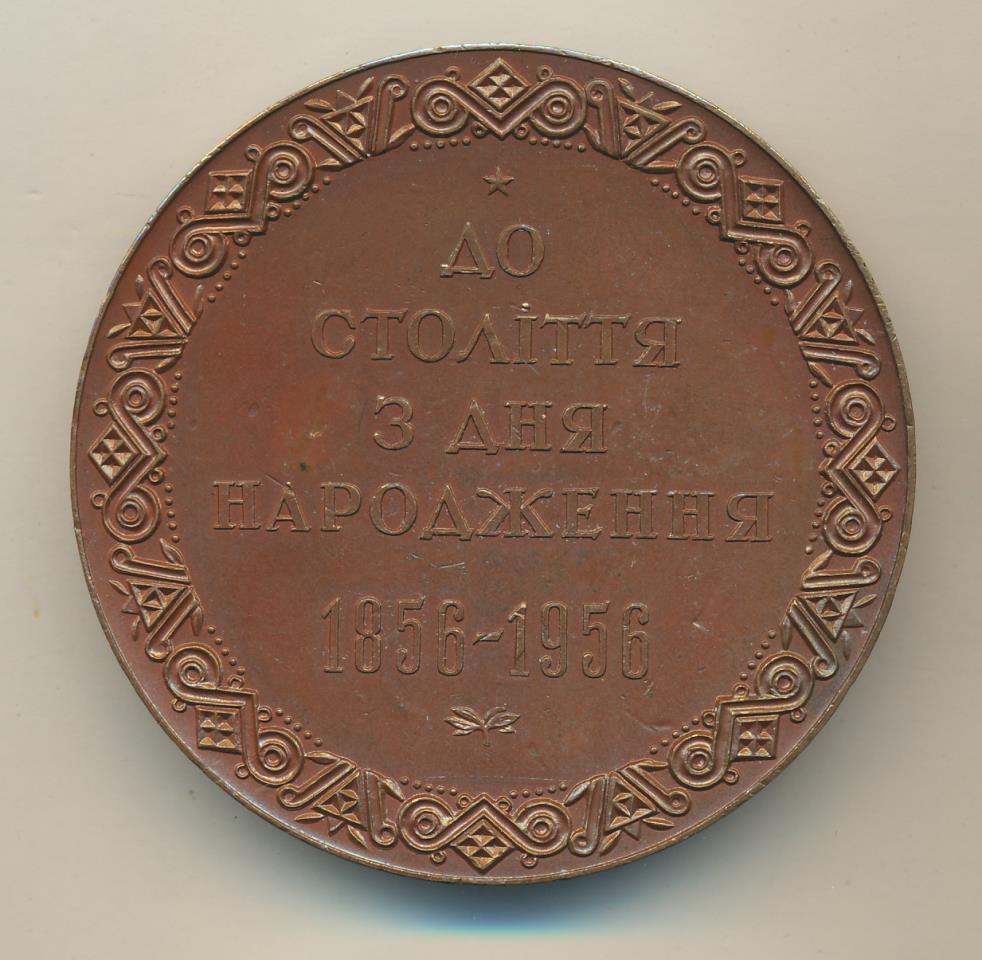 ДО
СТОЛІТТЯ
З ДНЯ
НАРОДЖЕННЯ
1856-1956